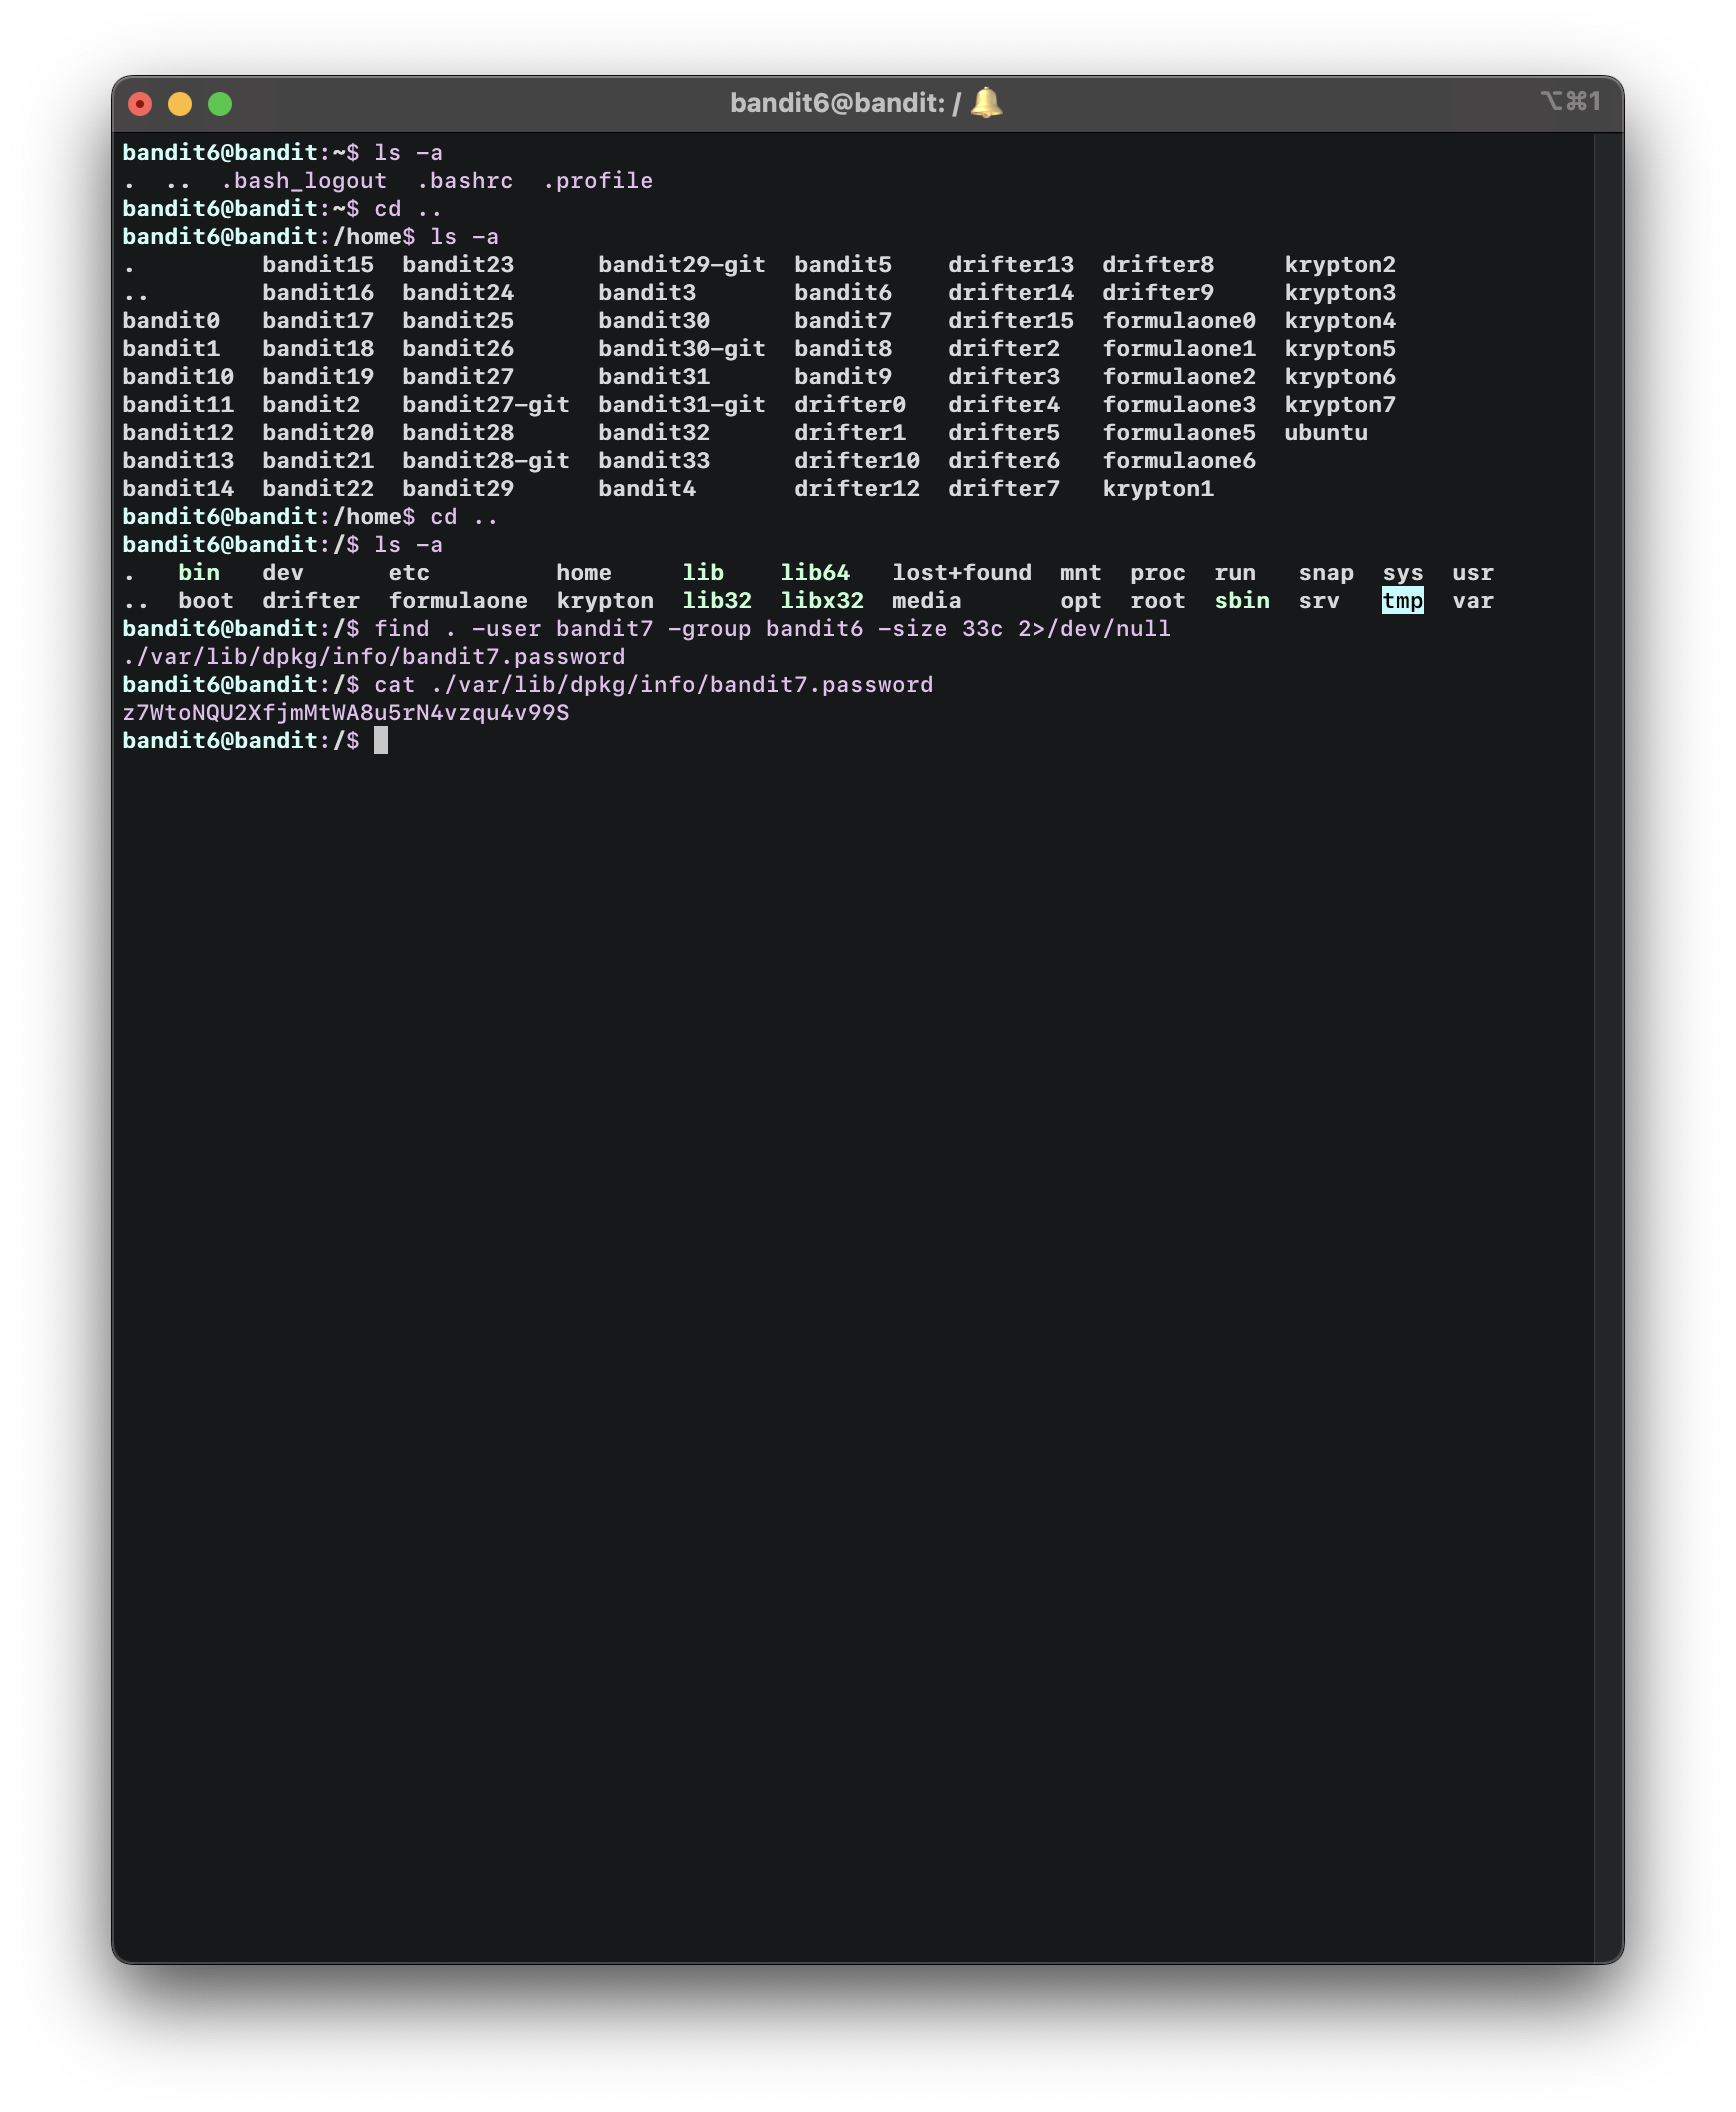 bandit6@bandit: / 🔔
⌥⌘1
bandit6@bandit:~$ ls -a
.  ..  .bash_logout  .bashrc  .profile
bandit6@bandit:~$ cd ..
bandit6@bandit:/home$ ls -a
.         bandit15  bandit23      bandit29-git  bandit5    drifter13  drifter8     krypton2
..        bandit16  bandit24      bandit3       bandit6    drifter14  drifter9     krypton3
bandit0   bandit17  bandit25      bandit30      bandit7    drifter15  formulaone0  krypton4
bandit1   bandit18  bandit26      bandit30-git  bandit8    drifter2   formulaone1  krypton5
bandit10  bandit19  bandit27      bandit31      bandit9    drifter3   formulaone2  krypton6
bandit11  bandit2   bandit27-git  bandit31-git  drifter0   drifter4   formulaone3  krypton7
bandit12  bandit20  bandit28      bandit32      drifter1   drifter5   formulaone5  ubuntu
bandit13  bandit21  bandit28-git  bandit33      drifter10  drifter6   formulaone6
bandit14  bandit22  bandit29      bandit4       drifter12  drifter7   krypton1
bandit6@bandit:/home$ cd ..
bandit6@bandit:/$ ls -a
.   bin   dev      etc         home     lib    lib64   lost+found  mnt  proc  run   snap  sys  usr
..  boot  drifter  formulaone  krypton  lib32  libx32  media       opt  root  sbin  srv   tmp  var
bandit6@bandit:/$ find . -user bandit7 -group bandit6 -size 33c 2>/dev/null
./var/lib/dpkg/info/bandit7.password
bandit6@bandit:/$ cat ./var/lib/dpkg/info/bandit7.password
z7WtoNQU2XfjmMtWA8u5rN4vzqu4v99S
bandit6@bandit:/$